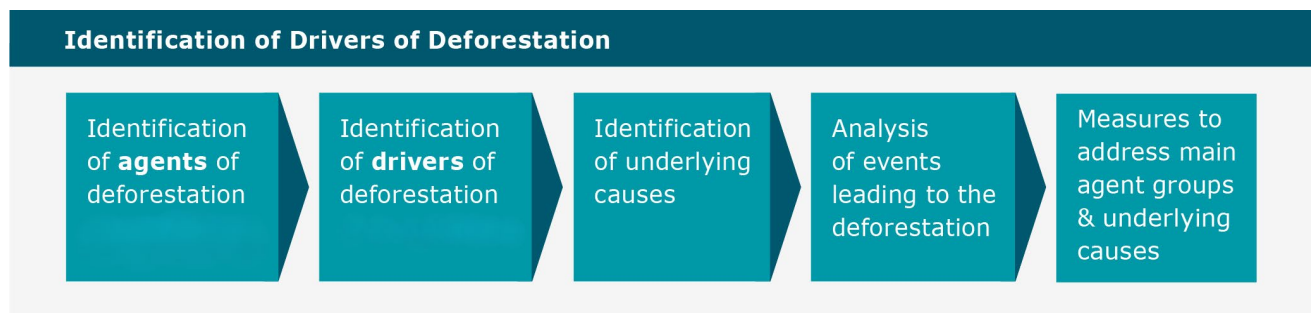 Identification of Drivers of Deforestation
Identification
of agents of
deforestation
Identification
of drivers of
deforestation
Identification
of underlying
causes
Analysis
of events
leading to the
deforestation
Measures to
address main
agent groups
& underlying
causes